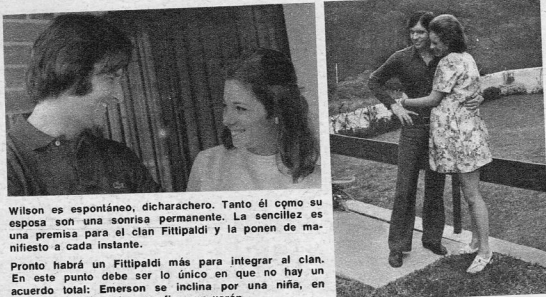 Wilson es espontáneo, dicharachero. Tanto él como su
esposa son una sonrisa permanente. La sencillez es
una premisa para el clan Fittipaldi y la ponen de ma-
nifiesto a cada instante.
Pronto habrá un Fittipaldi más para integrar al clan.
En este punto debe ser lo único en que no hay un
acuerdo total: Emerson se inclina por una niña, en